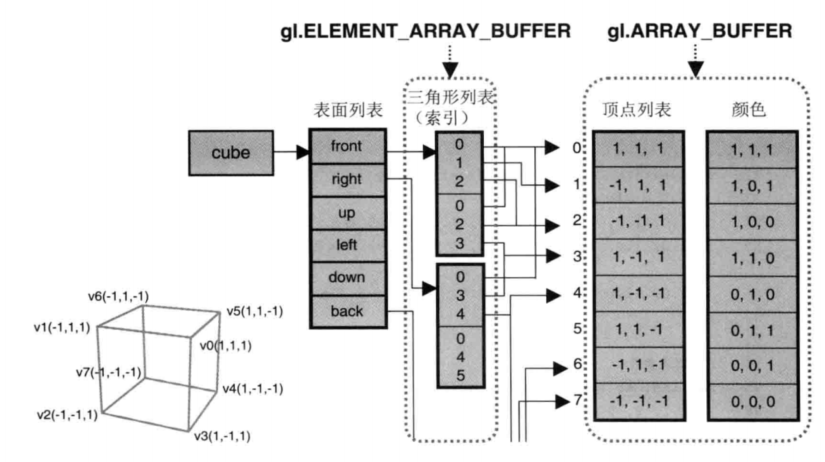 gl.ELEMENT_ARRAY_BUFFER
gl.ARRAY_BUFFER
表面列表
三角形列表
(索引)
顶点列表
颜色
cube
front
right
up
left
down
back
0
1
2
0
2
3
0
3
4
0
4
5
0 1, 1, 1 1, 1, 1
1 -1, 1, 1 1, 0, 1
2 -1, -1, 1 1, 0, 0
3 1, -1, 1 1, 1, 0
4 1, -1, -1 0, 1, 0
5 1, 1, -1 0, 1, 1
6 -1, 1, -1 0, 0, 1
7 -1, -1, -1 0, 0, 0
v6(-1,1,-1)
v5(1,1,-1)
v1(-1,1,1)
v0(1,1,1)
v7(-1,-1,-1)
v4(1,-1,-1)
v2(-1,-1,1)
v3(1,-1,1)